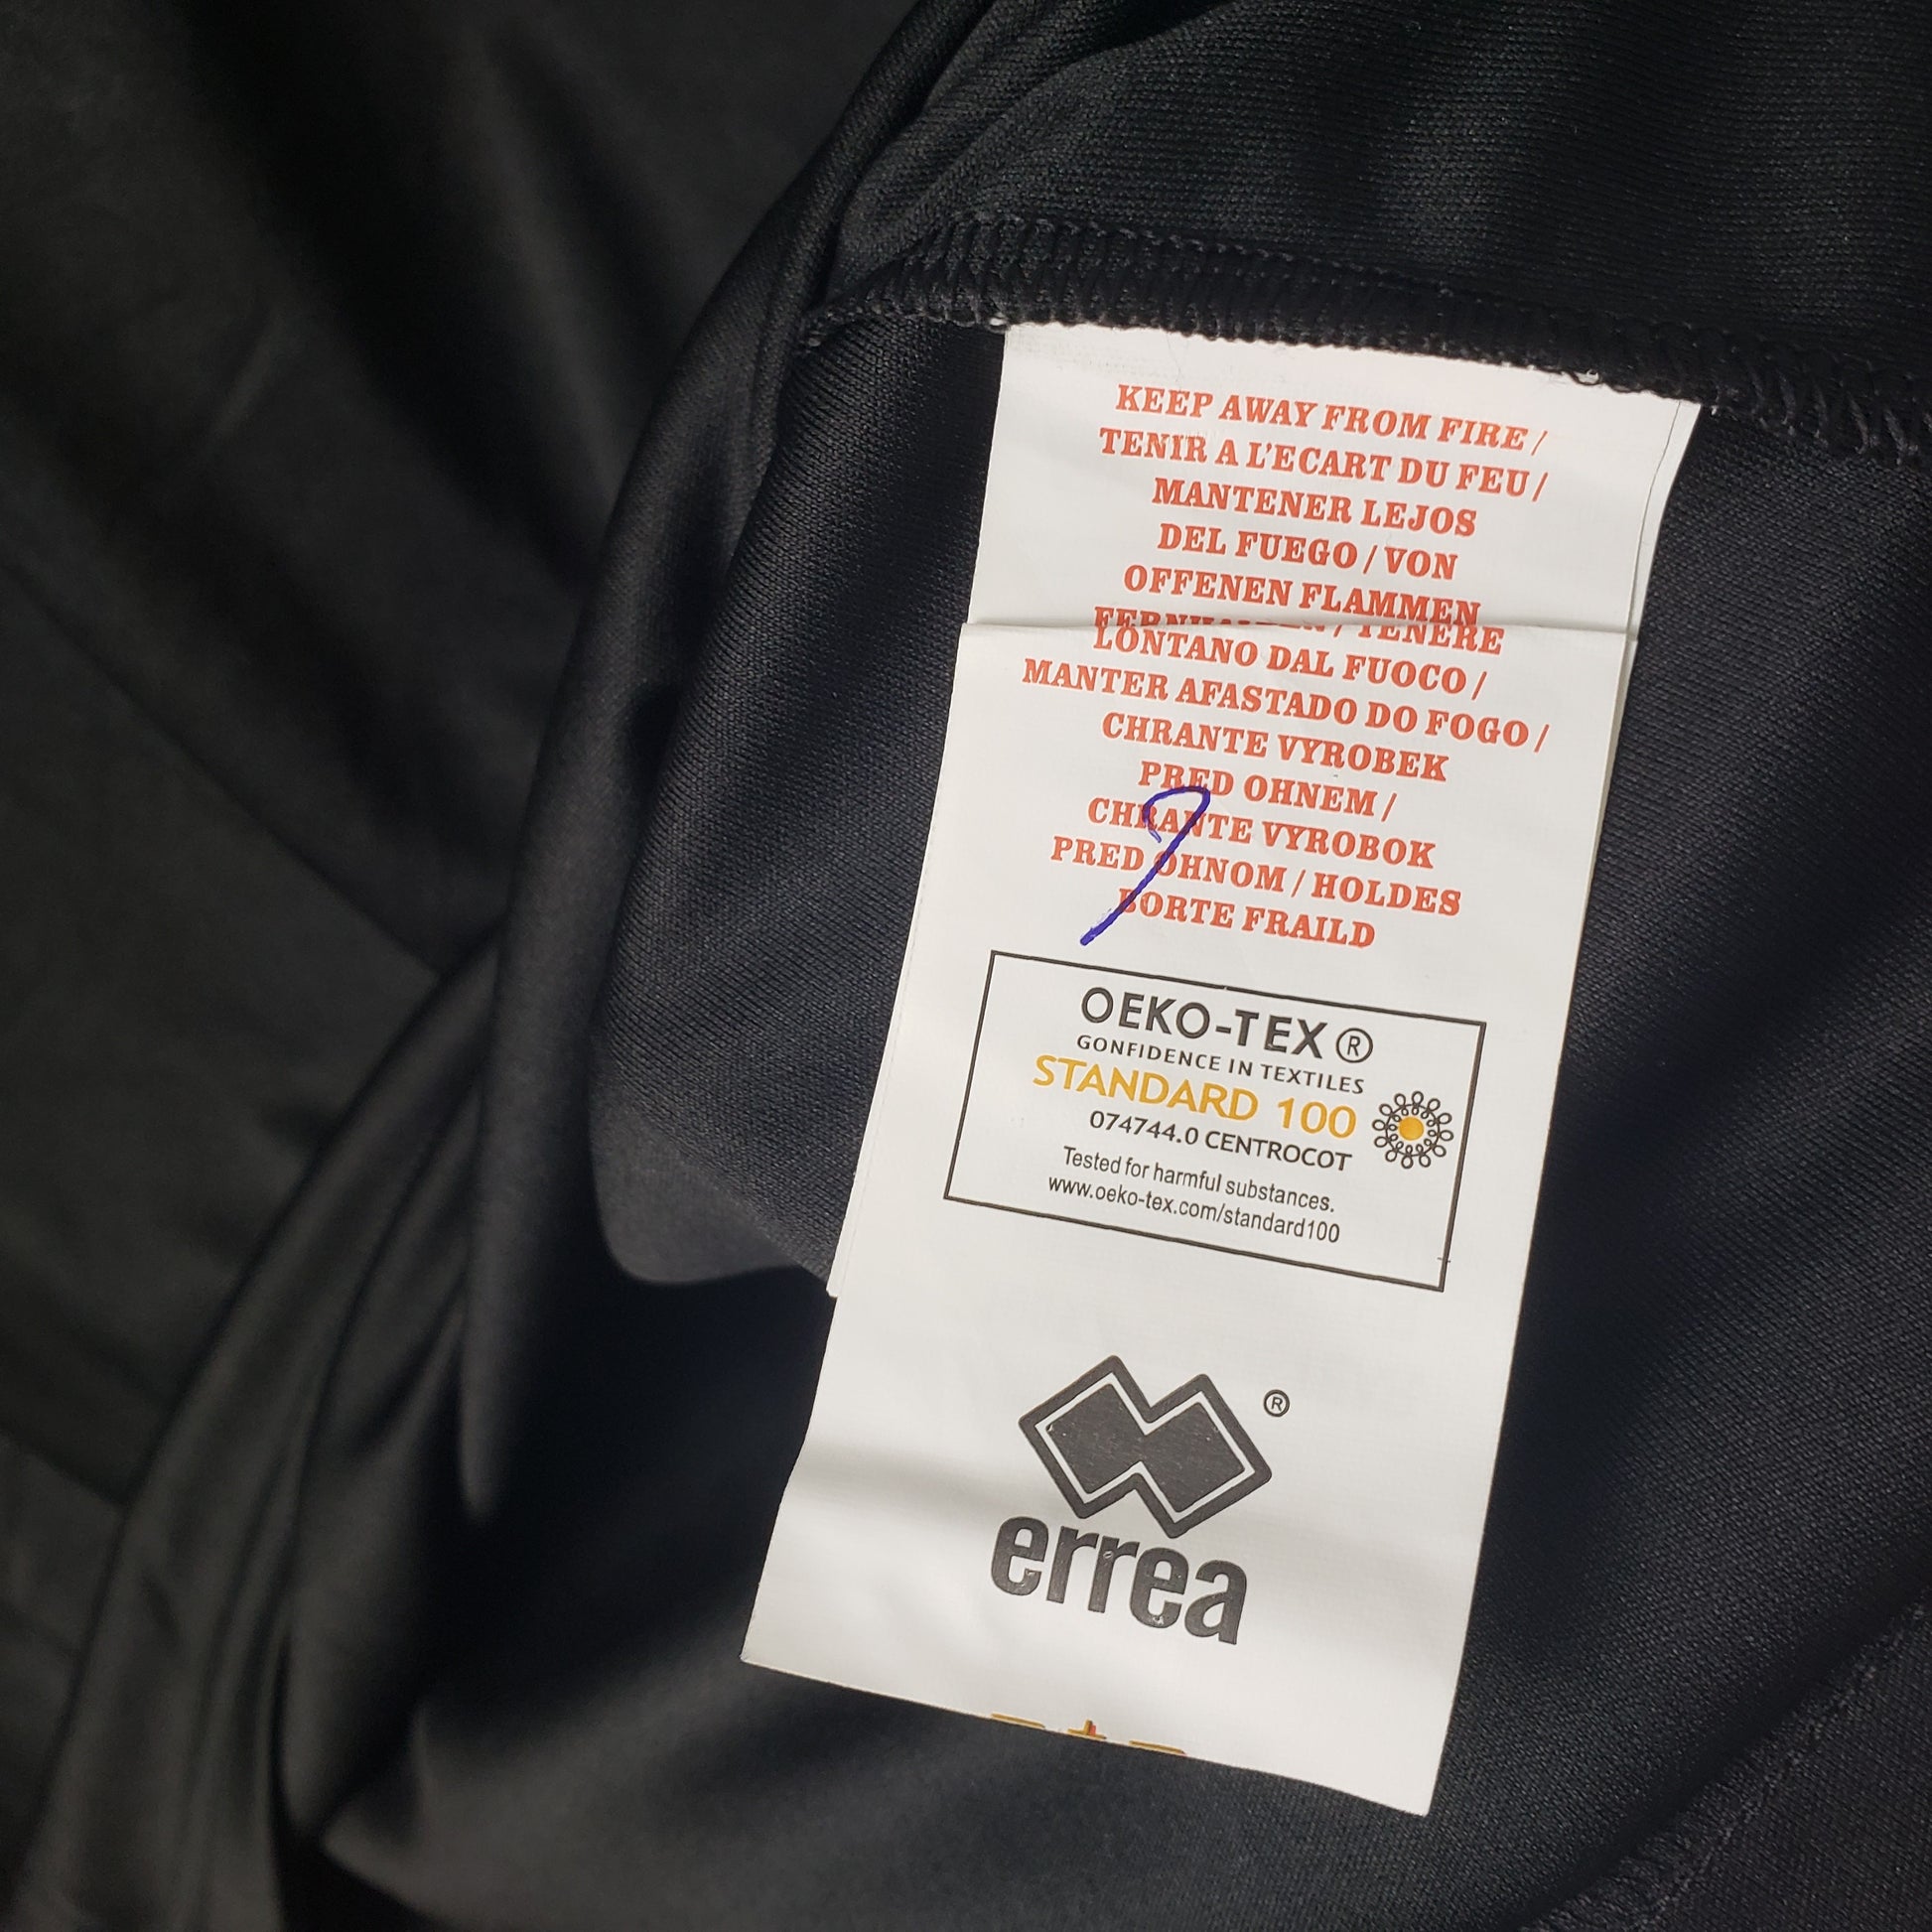 KEEP AWAY FROM FIRE /
TENIR A L'ECART DU FEU /
MANTENER LEJOS
DEL FUEGO / VON
OFFENEN FLAMMEN
/ TENERE
LONTANO DAL FUOCO /
MANTER AFASTADO DO FOGO /
CHRANTE VYROBEK
PRED OHNEM /
CHRANTE VYROBOK
PRED OHNOM / HOLDES
BORTE FRAILD
OEKO-TEX ®
GONFIDENCE IN TEXTILES
STANDARD 100
074744.0 CENTROCOT
Tested for harmful substances.
www.oeko-tex.com/standard100
®
errea